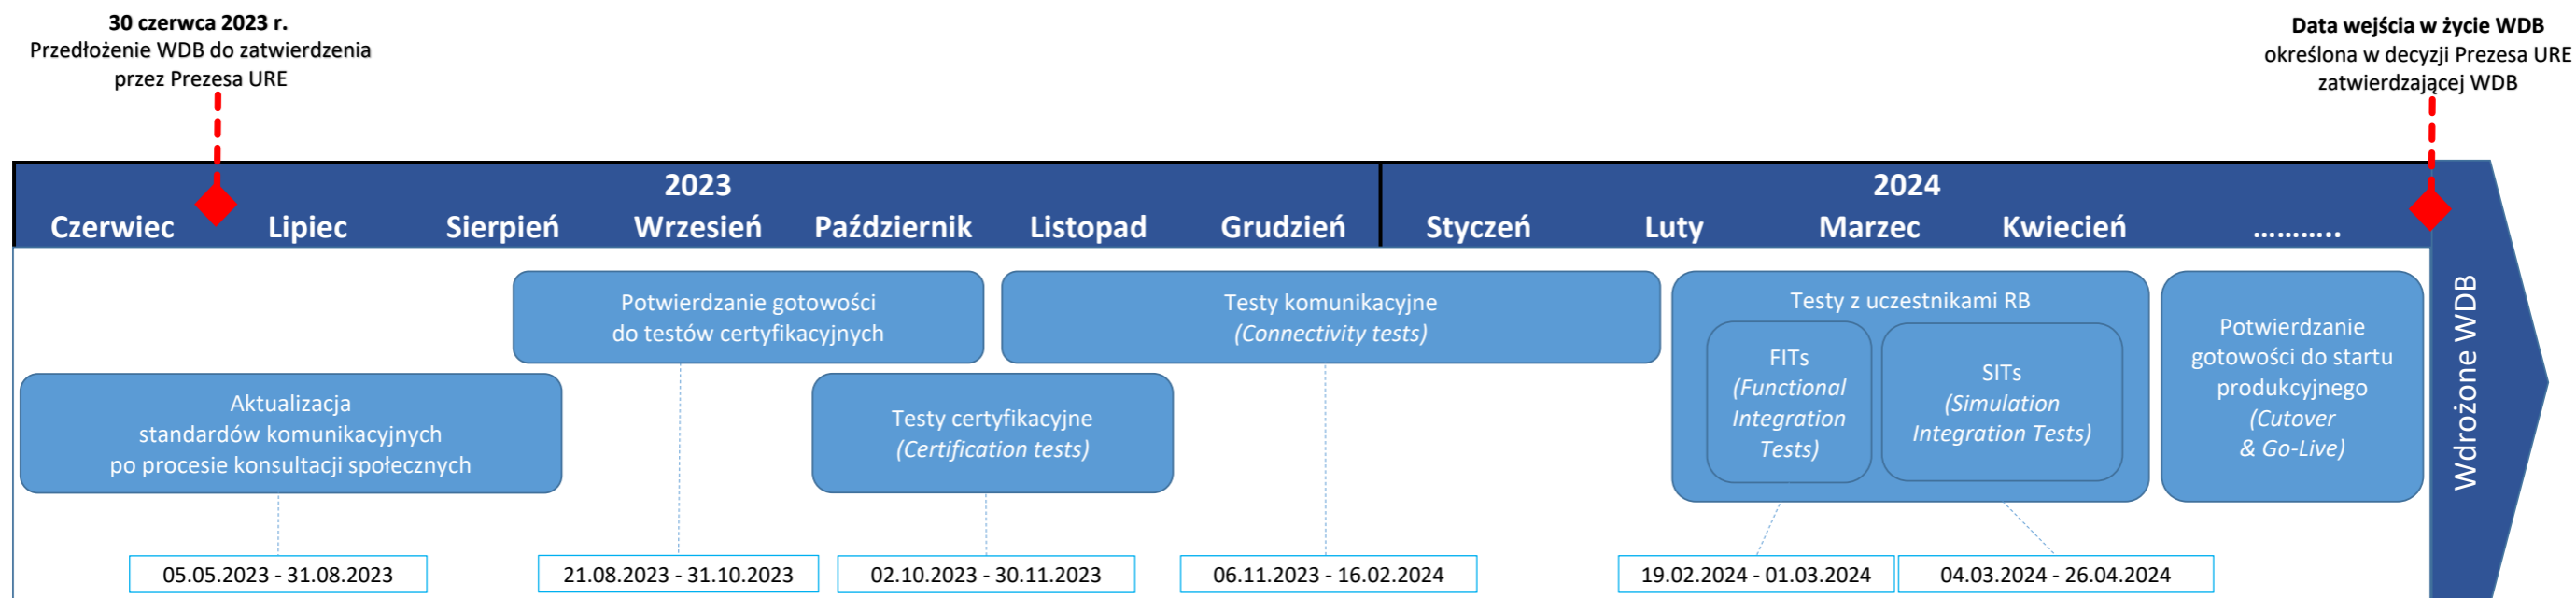 30 czerwca 2023 r.
Przedłożenie WDB do zatwierdzenia
przez Prezesa URE
Data wejścia w życie WDB
określona w decyzji Prezesa URE
zatwierdzającej WDB
2023
2024
Czerwiec
Lipiec
Sierpień
Wrzesień
Październik
Listopad
Grudzień
Styczeń
Luty
Marzec
Kwiecień
………..
Potwierdzanie gotowości
do testów certyfikacyjnych
Testy komunikacyjne
(Connectivity tests)
Testy z uczestnikami RB
FITs
(Functional
Integration
Tests)
SITs
(Simulation
Integration Tests)
Potwierdzanie
gotowości do startu
produkcyjnego
(Cutover
& Go-Live)
Wdrożone WDB
Aktualizacja
standardów komunikacyjnych
po procesie konsultacji społecznych
Testy certyfikacyjne
(Certification tests)
05.05.2023 - 31.08.2023
21.08.2023 - 31.10.2023
02.10.2023 - 30.11.2023
06.11.2023 - 16.02.2024
19.02.2024 - 01.03.2024
04.03.2024 - 26.04.2024